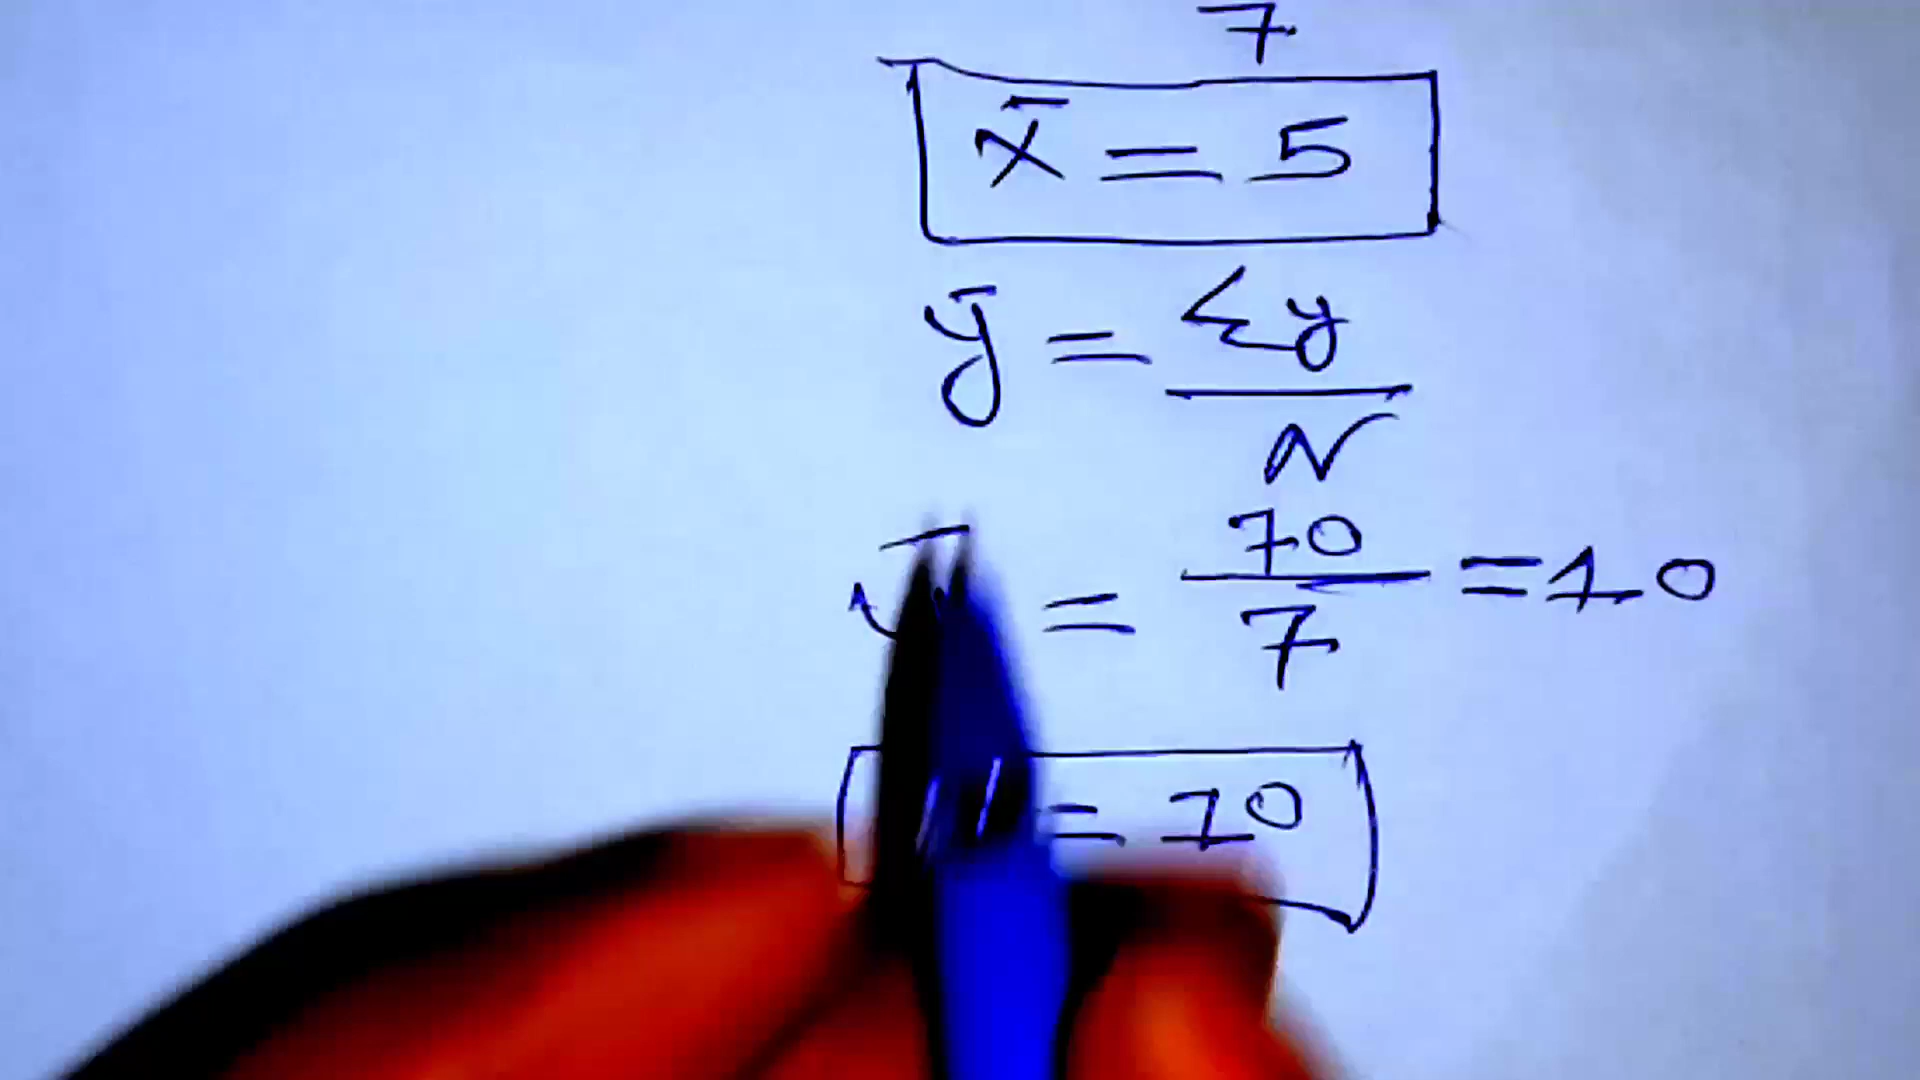 7
x̄ = 5
ȳ = Σy / N
= 70 / 7 = 10
= 10